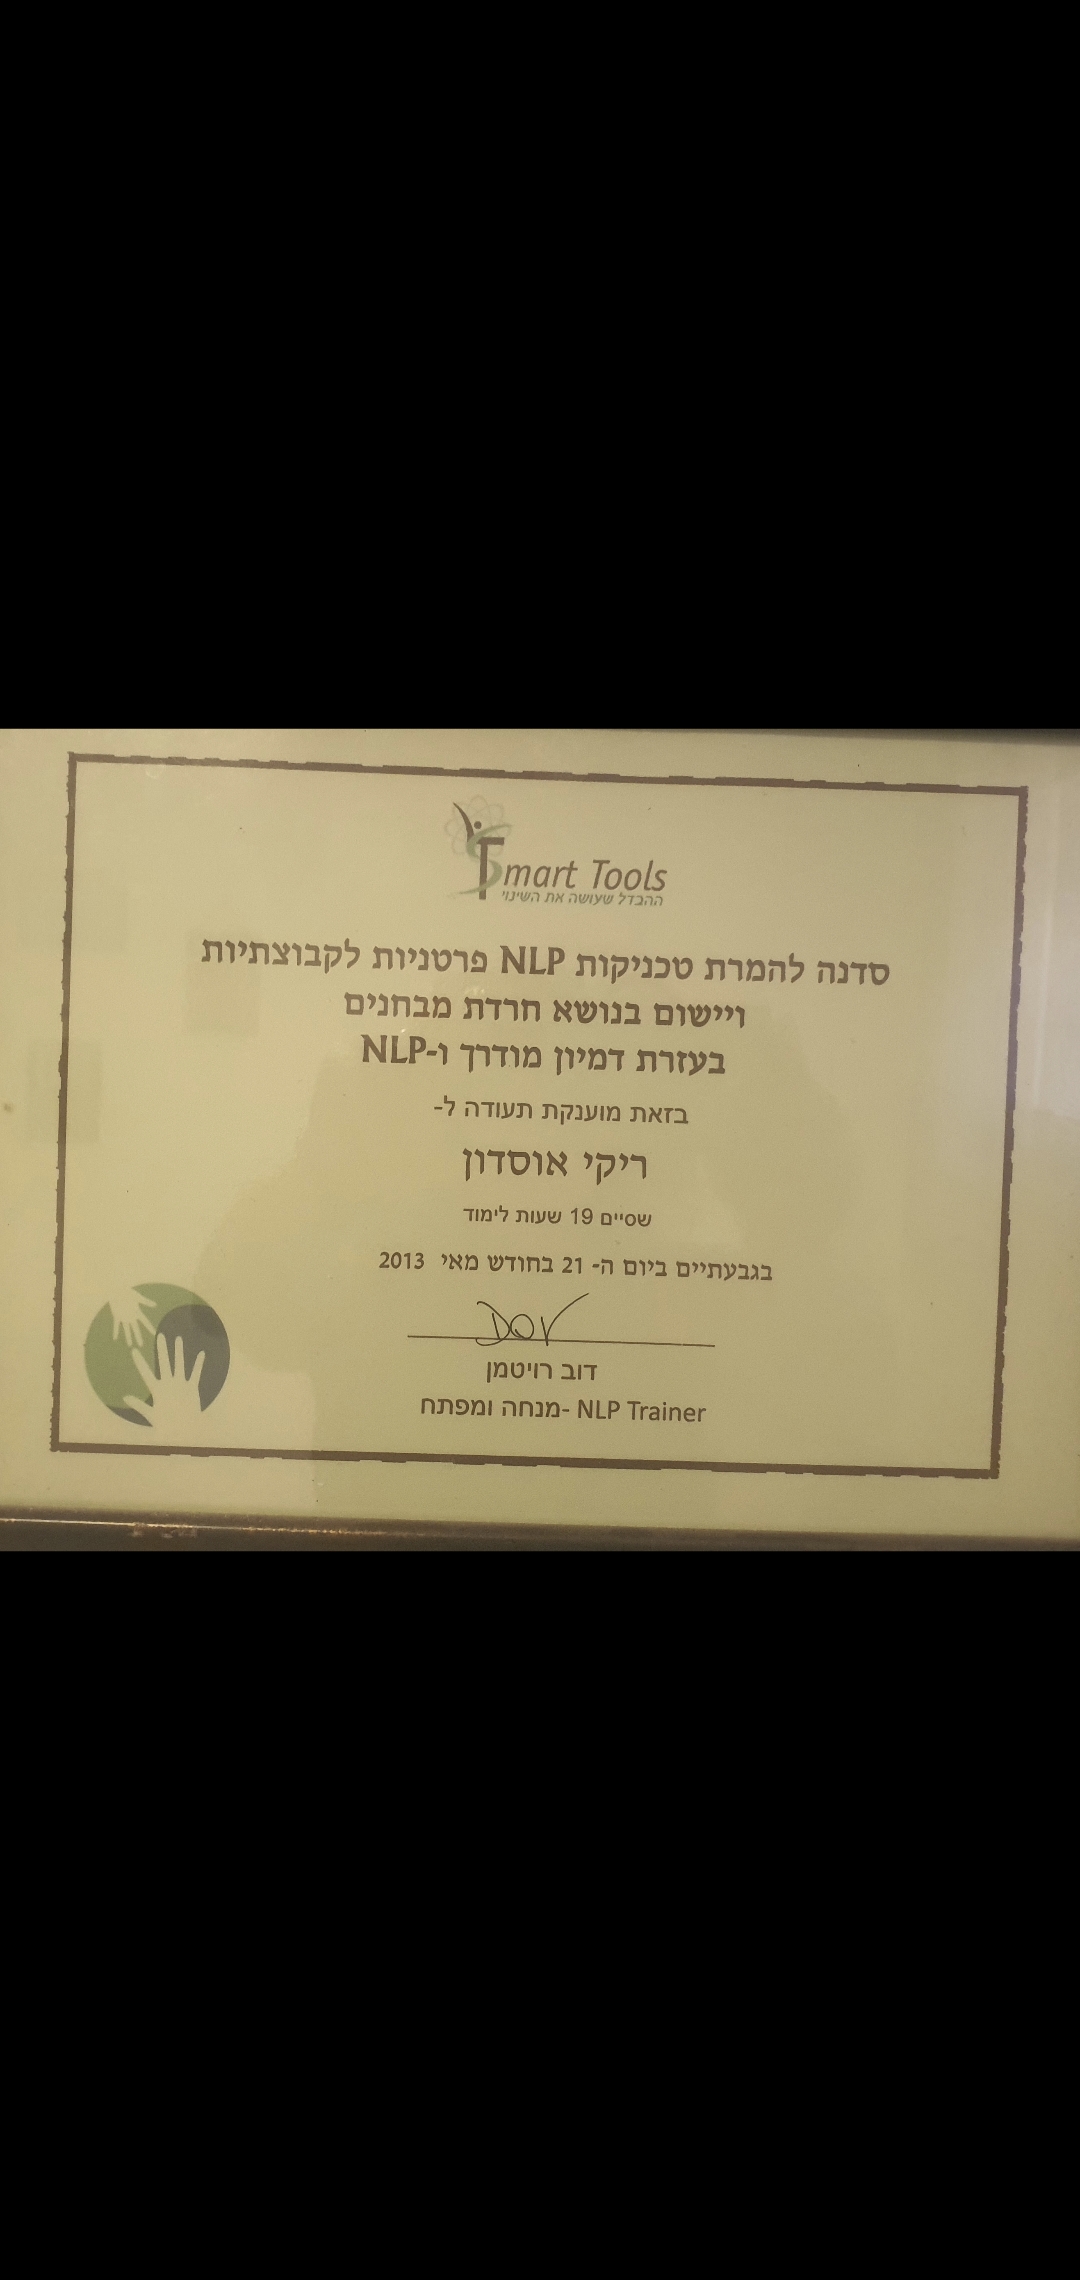 Smart Tools
ההבדל שעושה את השינוי
סדנה להמרת טכניקות NLP פרטניות לקבוצתיות
ויישום בנושא חרדת מבחנים
בעזרת דמיון מודרך ו-NLP
בזאת מוענקת תעודה ל-
ריקי אוסדון
שסיים 19 שעות לימוד
בגבעתיים ביום ה- 21 בחודש מאי 2013
DOV
דוב רויטמן
NLP Trainer -מנחה ומפתח